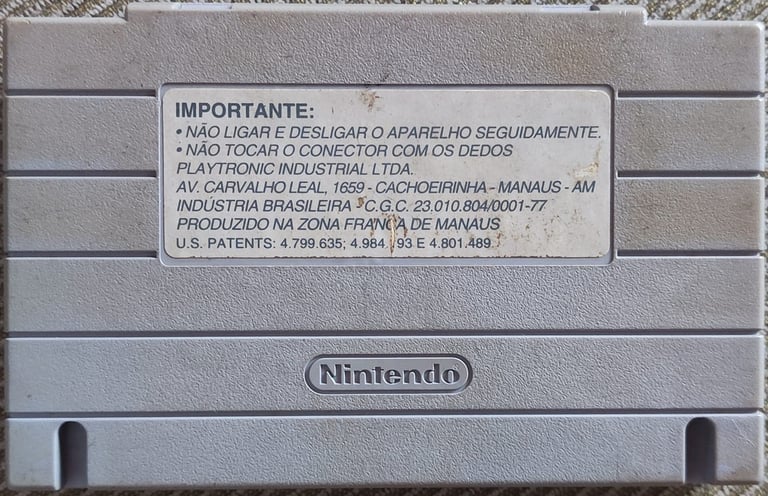 IMPORTANTE:
• NÃO LIGAR E DESLIGAR O APARELHO SEGUIDAMENTE.
• NÃO TOCAR O CONECTOR COM OS DEDOS
PLAYTRONIC INDUSTRIAL LTDA.
AV. CARVALHO LEAL, 1659 - CACHOEIRINHA - MANAUS - AM
INDÚSTRIA BRASILEIRA - C.G.C. 23.010.804/0001-77
PRODUZIDO NA ZONA FRANCA DE MANAUS
U.S. PATENTS: 4.799.635; E 4.801.489.
Nintendo